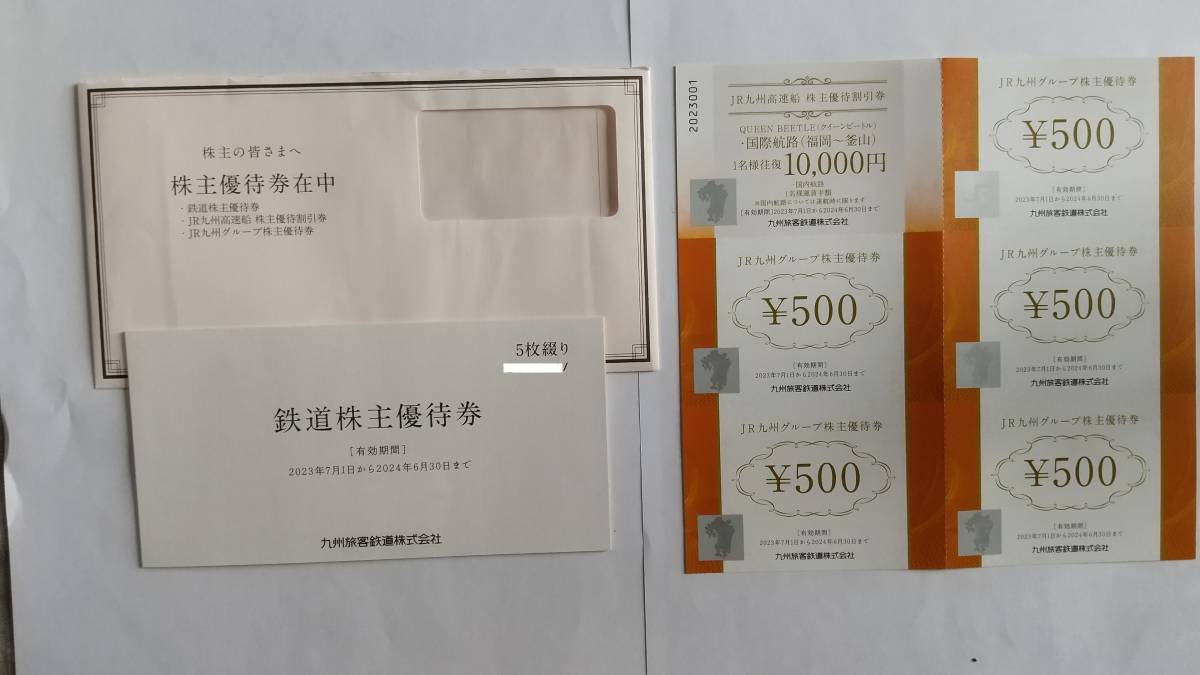 株主の皆さまへ
株主優待券在中
・鉄道株主優待券
・JR九州高速船 株主優待割引券
・JR九州グループ株主優待券
5枚綴り
鉄道株主優待券
[有効期間]
2023年7月1日から2024年6月30日まで
九州旅客鉄道株式会社
2023001
JR九州高速船 株主優待割引券
QUEEN BEETLE(クイーンビートル)
・国際航路(福岡〜釜山)
1名様往復 10,000円
・国内航路
1名様運賃半額
※国内航路については運航時に限ります
[有効期間]2023年7月1日から2024年6月30日まで
九州旅客鉄道株式会社
JR九州グループ株主優待券
¥500
[有効期間]
2023年7月1日から2024年6月30日まで
九州旅客鉄道株式会社
JR九州グループ株主優待券
¥500
[有効期間]
2023年7月1日から2024年6月30日まで
九州旅客鉄道株式会社
JR九州グループ株主優待券
¥500
[有効期間]
2023年7月1日から2024年6月30日まで
九州旅客鉄道株式会社
JR九州グループ株主優待券
¥500
[有効期間]
2023年7月1日から2024年6月30日まで
九州旅客鉄道株式会社
JR九州グループ株主優待券
¥500
[有効期間]
2023年7月1日から2024年6月30日まで
九州旅客鉄道株式会社